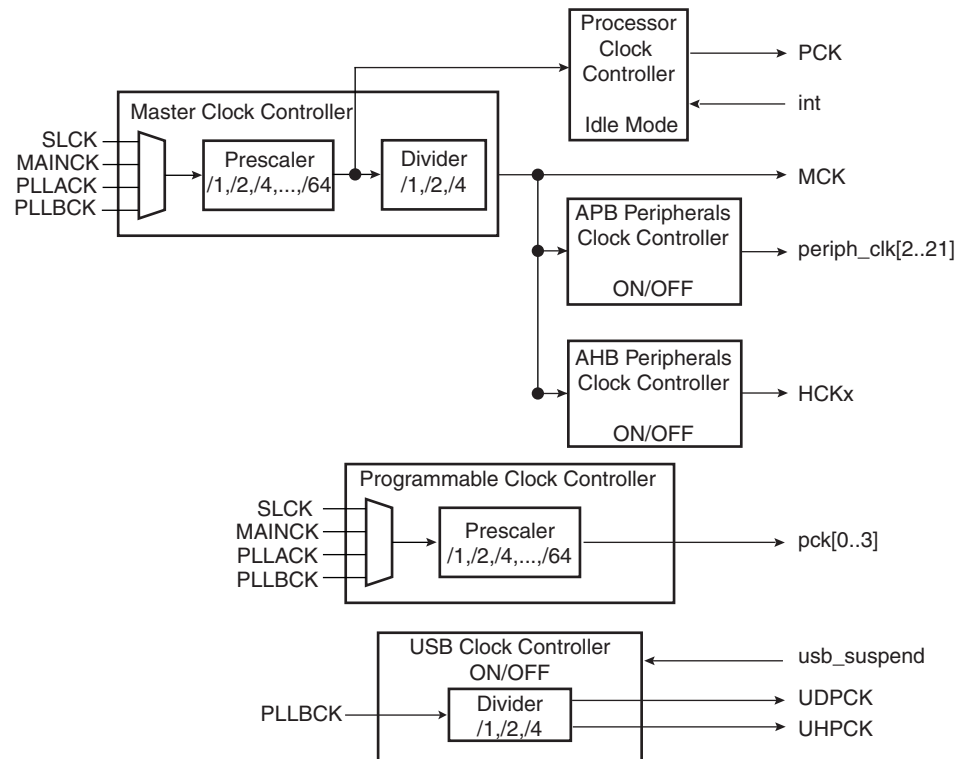 Processor
Clock
Controller
Idle Mode
PCK
int
Master Clock Controller
SLCK
MAINCK
PLLACK
PLLBCK
Prescaler
/1,/2,/4,...,/64
Divider
/1,/2,/4
MCK
APB Peripherals
Clock Controller
ON/OFF
periph_clk[2..21]
AHB Peripherals
Clock Controller
ON/OFF
HCKx
Programmable Clock Controller
SLCK
MAINCK
PLLACK
PLLBCK
Prescaler
/1,/2,/4,...,/64
pck[0..3]
USB Clock Controller
ON/OFF
usb_suspend
PLLBCK
Divider
/1,/2,/4
UDPCK
UHPCK